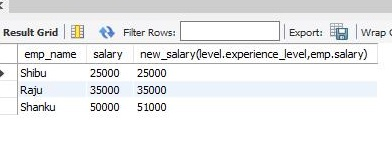 Result Grid Filter Rows: Export: Wrap C
emp_name salary new_salary(level.experience_level,emp.salary)
Shibu 25000 25000
Raju 35000 35000
Shanku 50000 51000